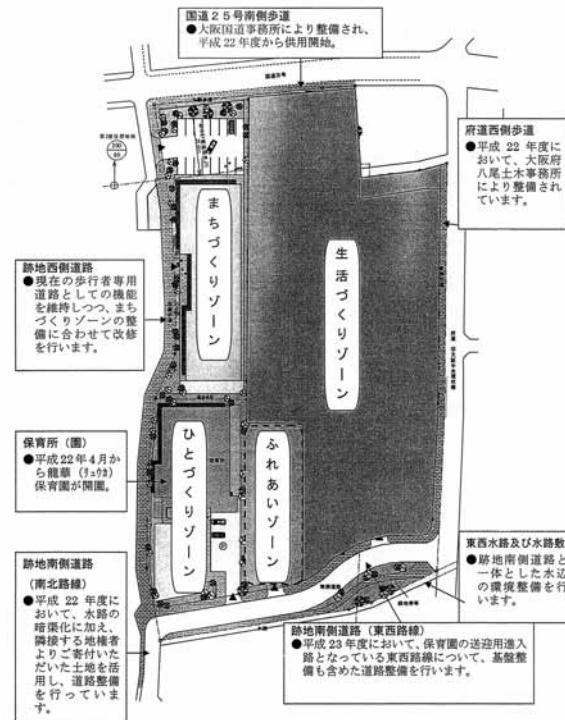 国道２５号南側歩道
●大阪国道事務所により整備され、
平成 22 年度から供用開始。
国道25号
府道西側歩道
●平成 22 年度に
おいて、大阪府
八尾土木事務所
により整備され
ています。
まちづくりゾーン
生活づくりゾーン
跡地西側道路
●現在の歩行者専用
道路としての機能
を維持しつつ、まち
づくりゾーンの整
備に合わせて改修
を行います。
保育所（園）
●平成 22 年 4 月か
ら龍華（リュウカ）
保育園が開園。
ひとづくりゾーン
ふれあいゾーン
跡地南側道路
（南北路線）
●平成 22 年度に
おいて、水路の
暗渠化に加え、
隣接する地権者
よりご寄付いた
だいた土地を活
用し、道路整備
を行っていま
す。
東西水路及び水路敷
●跡地南側道路と
一体とした水辺
の環境整備を行
います。
跡地南側道路（東西路線）
●平成 23 年度において、保育園の送迎用進入
路となっている東西路線について、基盤整
備も含めた道路整備を行います。